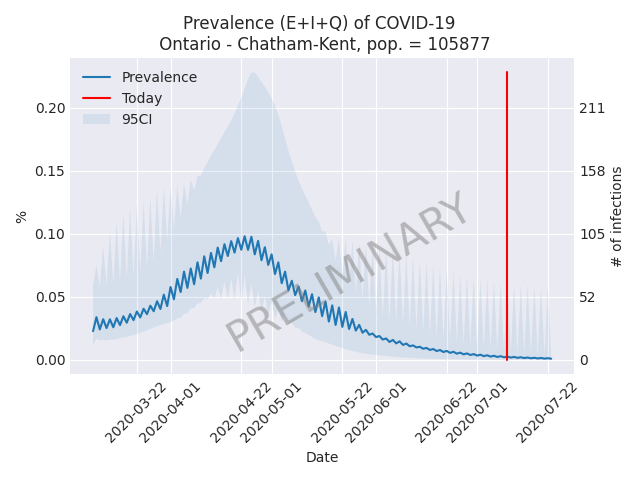 Prevalence (E+I+Q) of COVID-19
Ontario - Chatham-Kent, pop. = 105877
Prevalence
Today
95CI
0.20
0.15
0.10
0.05
0.00
%
211
158
105
52
0
# of infections
PRELIMINARY
2020-03-22
2020-04-01
2020-04-22
2020-05-01
2020-05-22
2020-06-01
2020-06-22
2020-07-01
2020-07-22
Date